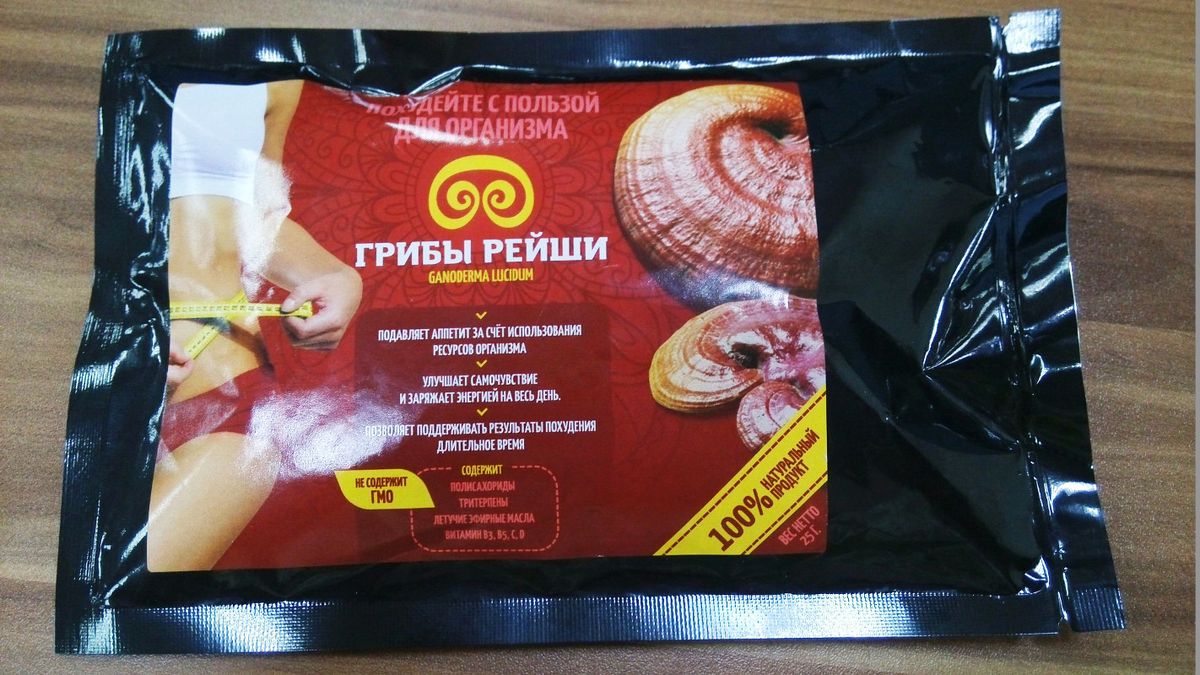 ПОХУДЕЙТЕ С ПОЛЬЗОЙ
ДЛЯ ОРГАНИЗМА
ГРИБЫ РЕЙШИ
GANODERMA LUCIDUM
ПОДАВЛЯЕТ АППЕТИТ ЗА СЧЁТ ИСПОЛЬЗОВАНИЯ
РЕСУРСОВ ОРГАНИЗМА
УЛУЧШАЕТ САМОЧУВСТВИЕ
И ЗАРЯЖАЕТ ЭНЕРГИЕЙ НА ВЕСЬ ДЕНЬ.
ПОЗВОЛЯЕТ ПОДДЕРЖИВАТЬ РЕЗУЛЬТАТЫ ПОХУДЕНИЯ
ДЛИТЕЛЬНОЕ ВРЕМЯ
НЕ СОДЕРЖИТ
ГМО
СОДЕРЖИТ
ПОЛИСАХОРИДЫ
ТРИТЕРПЕНЫ
ЛЕТУЧИЕ ЭФИРНЫЕ МАСЛА
ВИТАМИН B3, B5, C, D
100% НАТУРАЛЬНЫЙ
ПРОДУКТ
ВЕС НЕТТО
25 Г.